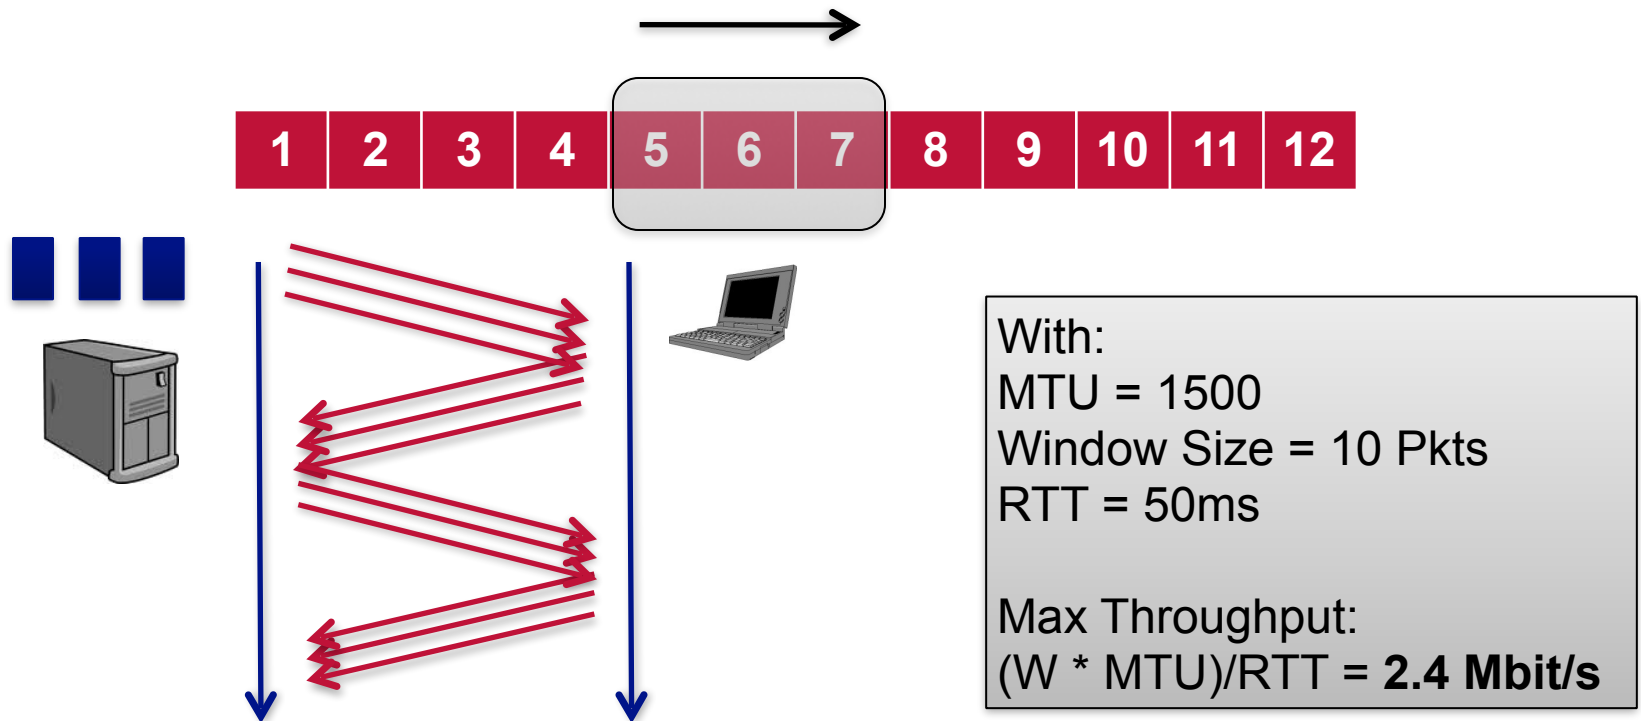 1 2 3 4 5 6 7 8 9 10 11 12
With:
MTU = 1500
Window Size = 10 Pkts
RTT = 50ms
Max Throughput:
(W * MTU)/RTT = 2.4 Mbit/s